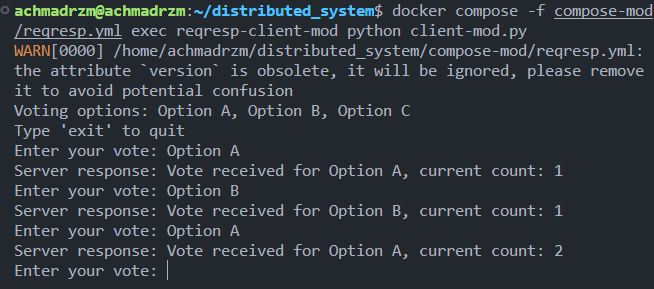 achmadrzm@achmadrzm:~/distributed_system$ docker compose -f compose-mod
/reqresp.yml exec reqresp-client-mod python client-mod.py
WARN[0000] /home/achmadrzm/distributed_system/compose-mod/reqresp.yml:
the attribute `version` is obsolete, it will be ignored, please remove
it to avoid potential confusion
Voting options: Option A, Option B, Option C
Type 'exit' to quit
Enter your vote: Option A
Server response: Vote received for Option A, current count: 1
Enter your vote: Option B
Server response: Vote received for Option B, current count: 1
Enter your vote: Option A
Server response: Vote received for Option A, current count: 2
Enter your vote: